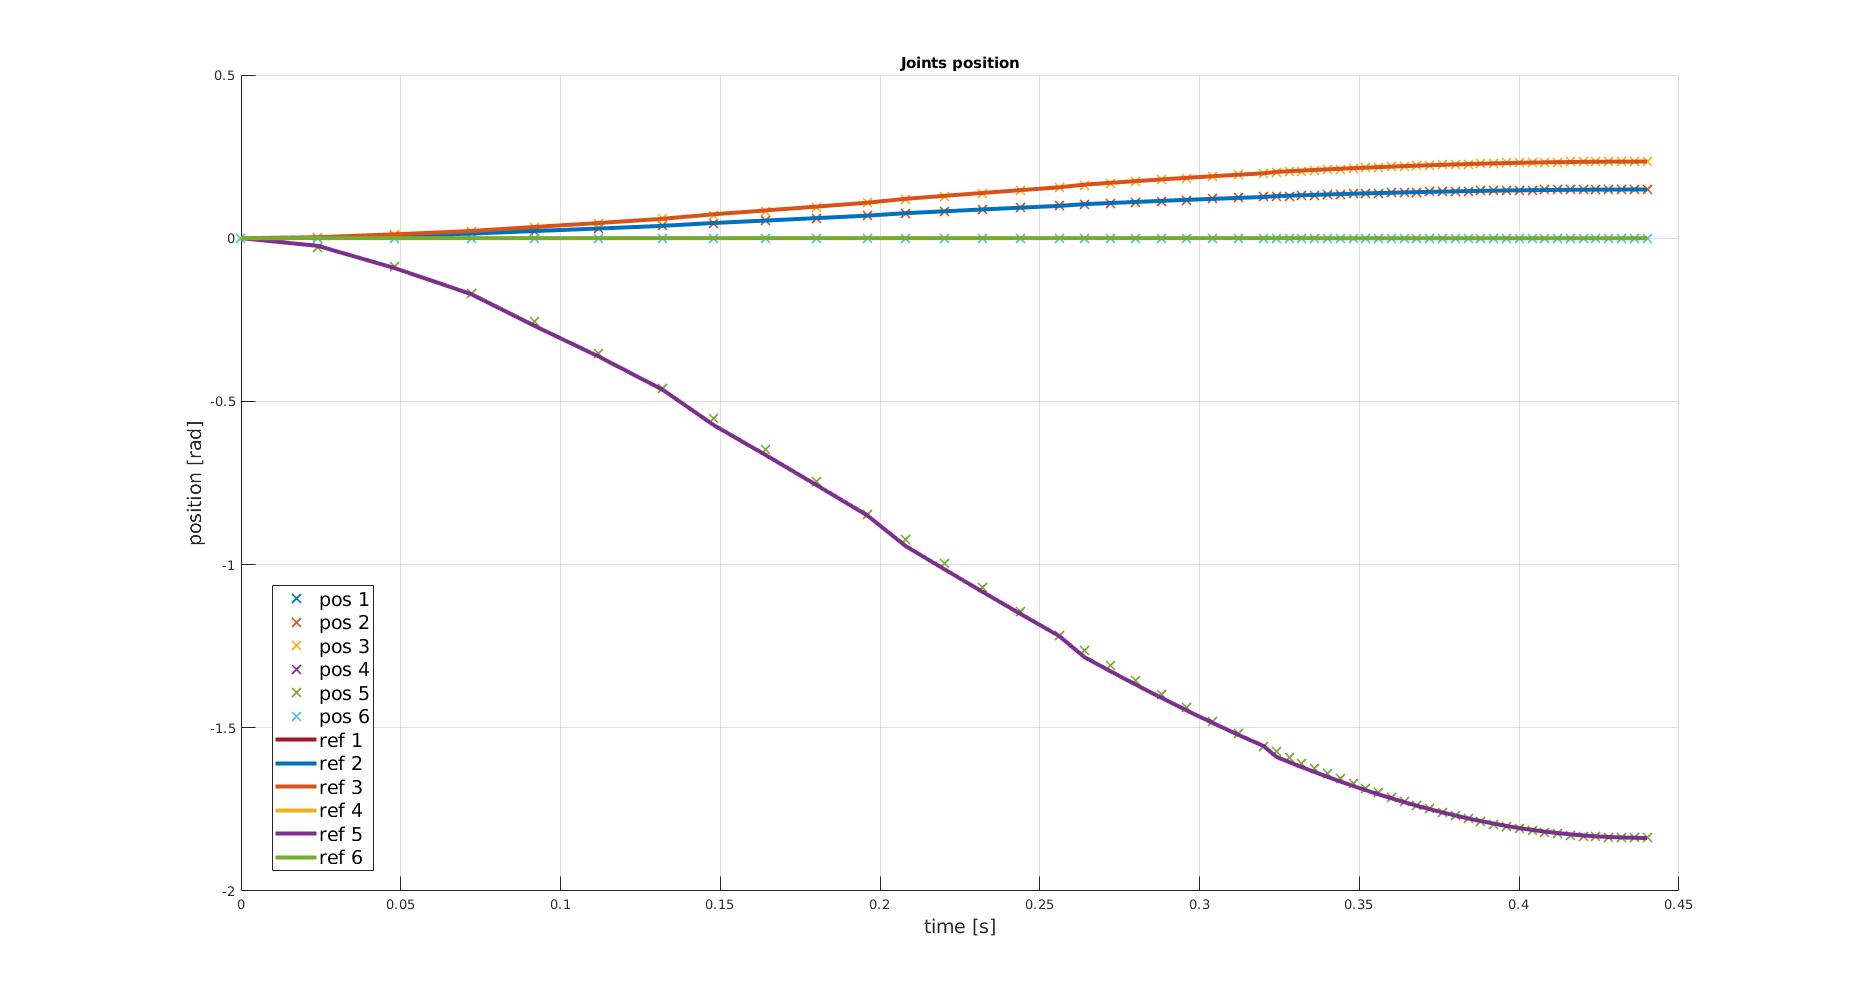 Joints position
0.5
0
-0.5
-1
-1.5
-2
position [rad]
pos 1
pos 2
pos 3
pos 4
pos 5
pos 6
ref 1
ref 2
ref 3
ref 4
ref 5
ref 6
0 0.05 0.1 0.15 0.2 0.25 0.3 0.35 0.4 0.45
time [s]